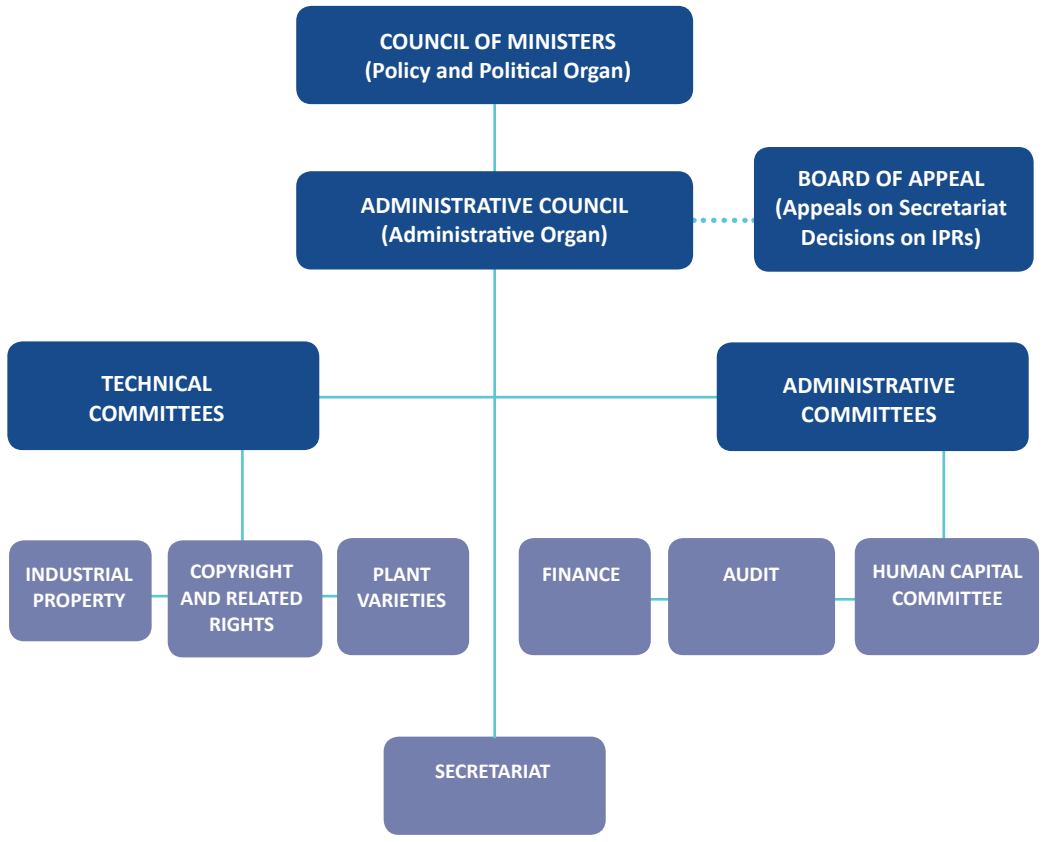 COUNCIL OF MINISTERS
(Policy and Political Organ)
ADMINISTRATIVE COUNCIL
(Administrative Organ)
BOARD OF APPEAL
(Appeals on Secretariat
Decisions on IPRs)
TECHNICAL
COMMITTEES
ADMINISTRATIVE
COMMITTEES
INDUSTRIAL
PROPERTY
COPYRIGHT
AND RELATED
RIGHTS
PLANT
VARIETIES
FINANCE
AUDIT
HUMAN CAPITAL
COMMITTEE
SECRETARIAT